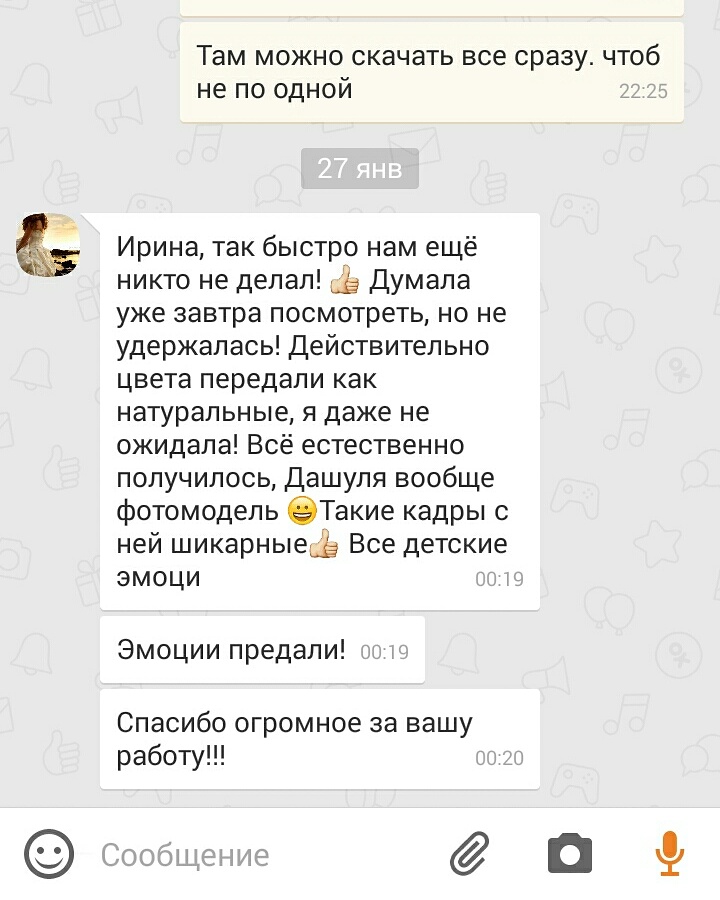 Там можно скачать все сразу. чтоб
не по одной 22:25
27 янв
Ирина, так быстро нам ещё
никто не делал! 👍 Думала
уже завтра посмотреть, но не
удержалась! Действительно
цвета передали как
натуральные, я даже не
ожидала! Всё естественно
получилось, Дашуля вообще
фотомодель 😀Такие кадры с
ней шикарные👍 Все детские
эмоци 00:19
Эмоции предали! 00:19
Спасибо огромное за вашу
работу!!! 00:20
Сообщение